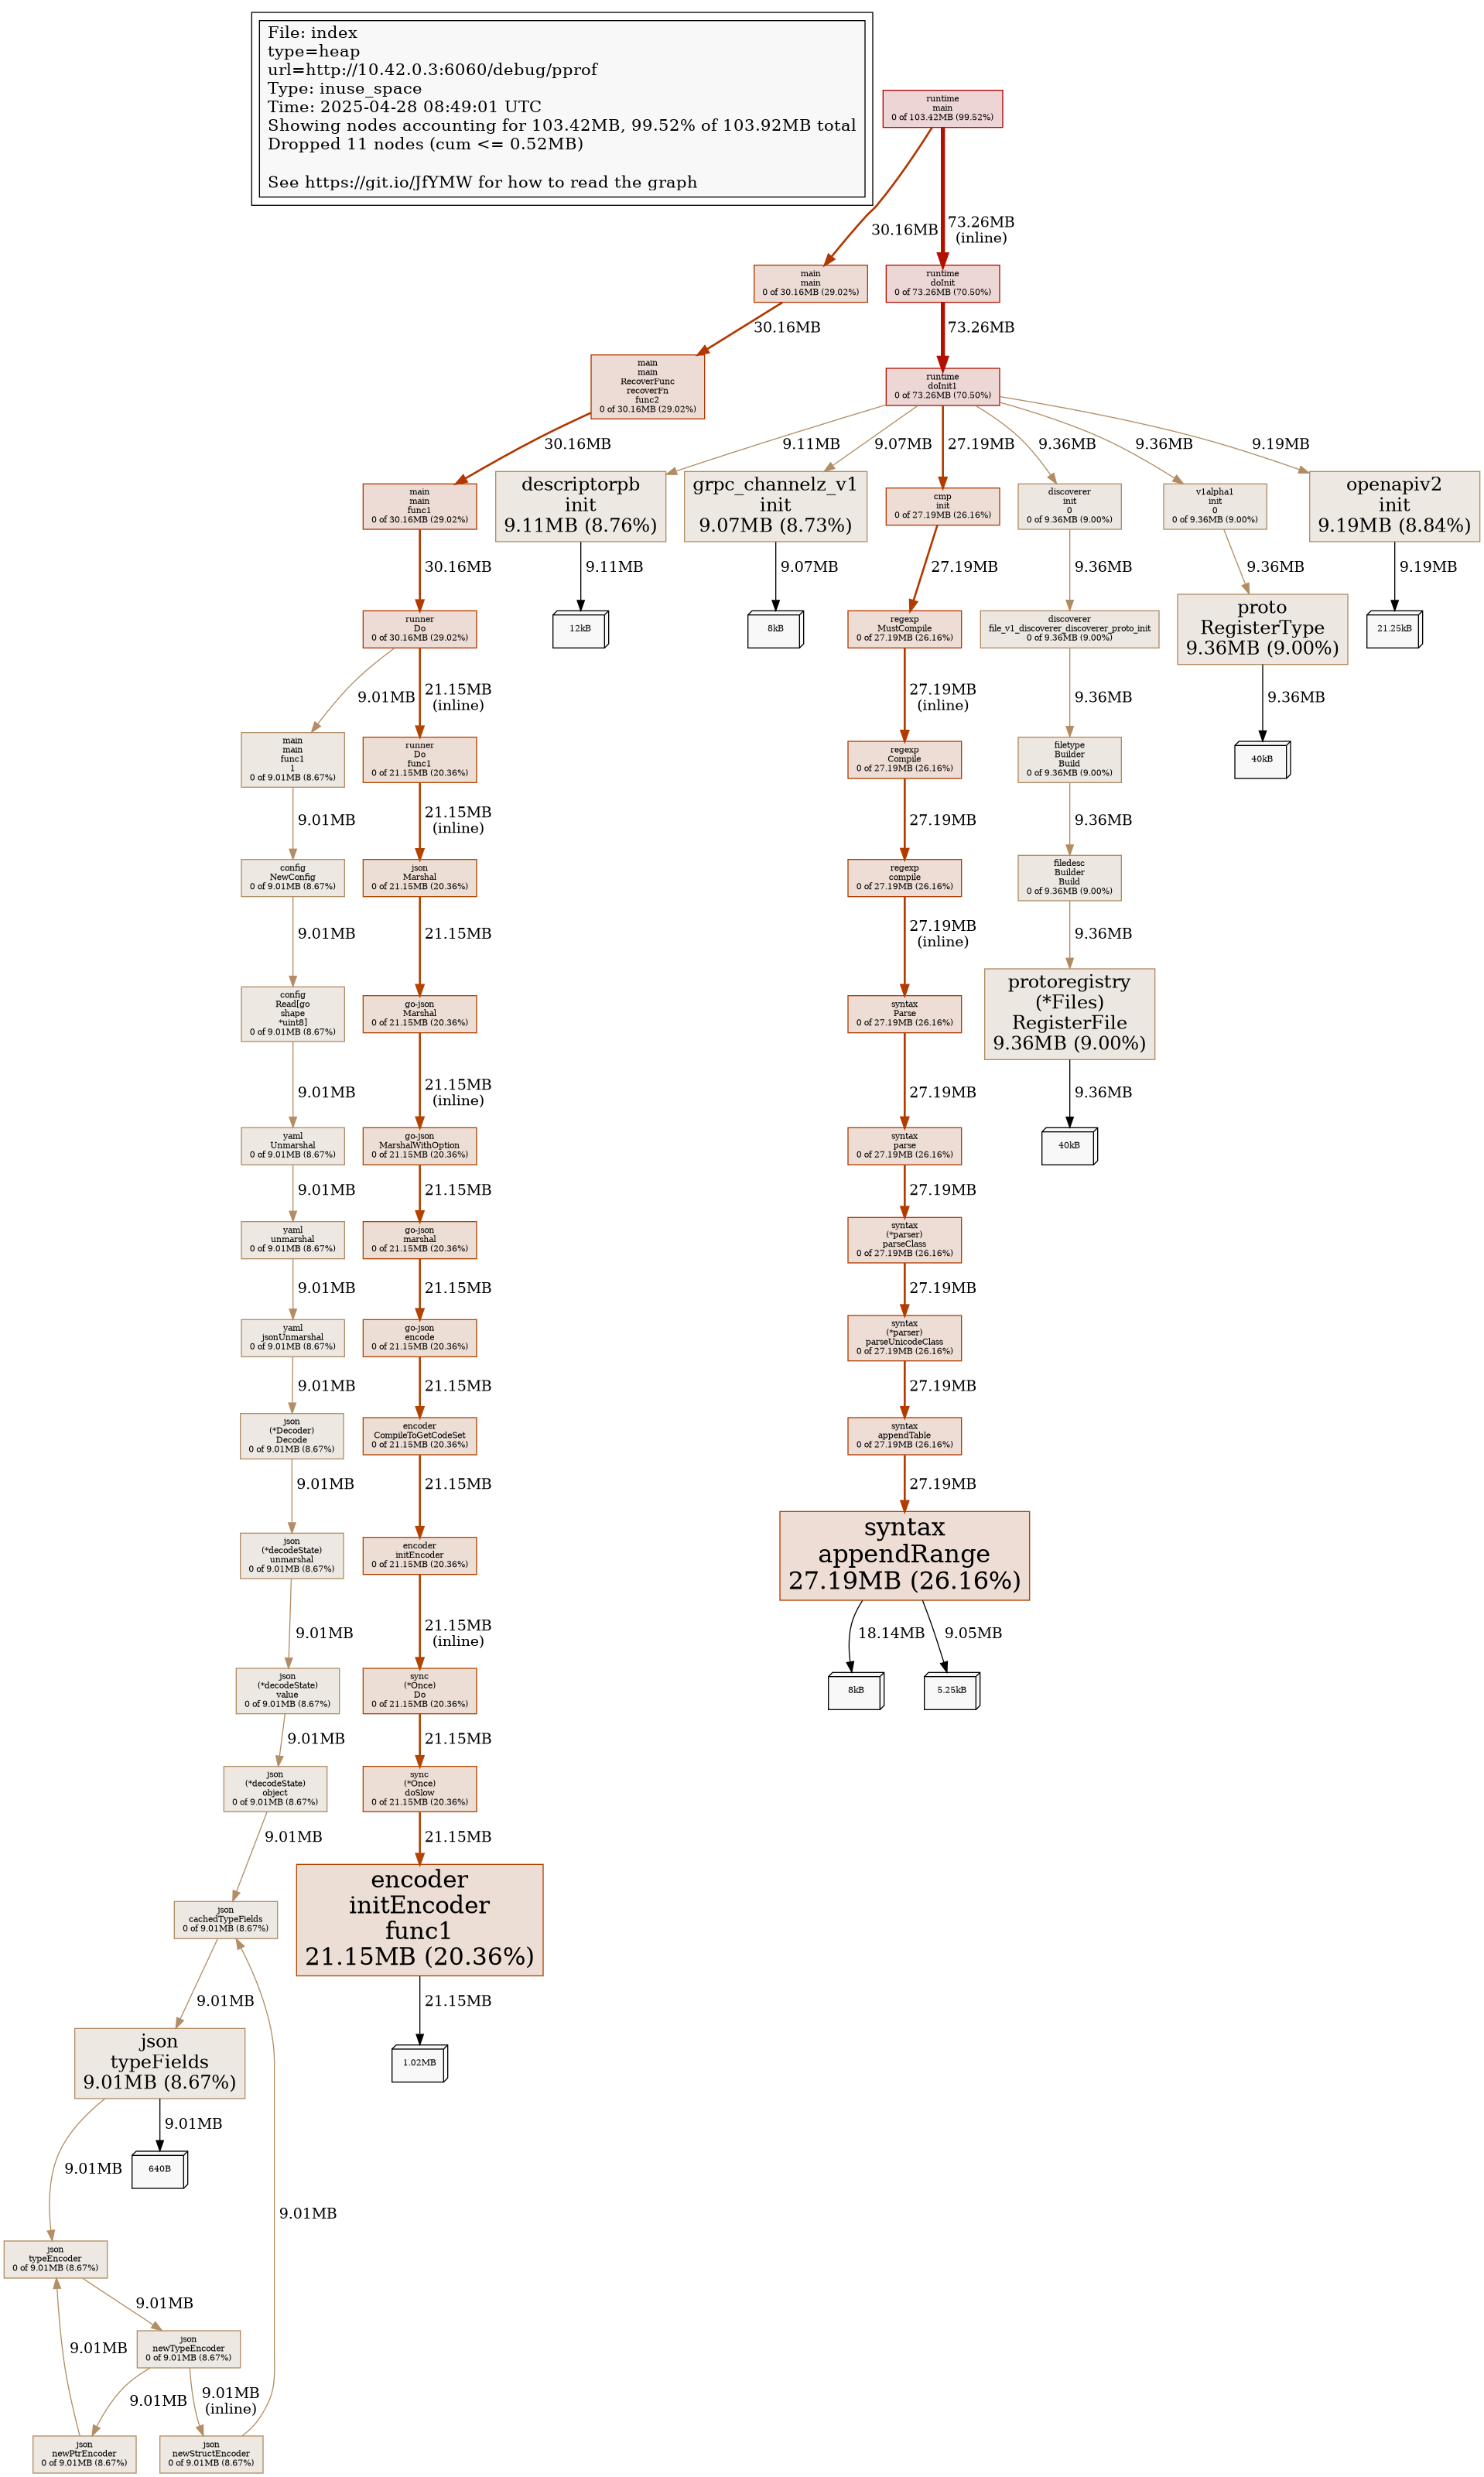 File: index
type=heap
url=http://10.42.0.3:6060/debug/pprof
Type: inuse_space
Time: 2025-04-28 08:49:01 UTC
Showing nodes accounting for 103.42MB, 99.52% of 103.92MB total
Dropped 11 nodes (cum <= 0.52MB)
See https://git.io/JfYMW for how to read the graph
runtime
main
0 of 103.42MB (99.52%)
30.16MB
73.26MB
(inline)
main
main
0 of 30.16MB (29.02%)
runtime
doInit
0 of 73.26MB (70.50%)
30.16MB
73.26MB
main
main
RecoverFunc
recoverFn
func2
0 of 30.16MB (29.02%)
runtime
doInit1
0 of 73.26MB (70.50%)
30.16MB
9.11MB
9.07MB
27.19MB
9.36MB
9.36MB
9.19MB
main
main
func1
0 of 30.16MB (29.02%)
descriptorpb
init
9.11MB (8.76%)
grpc_channelz_v1
init
9.07MB (8.73%)
cmp
init
0 of 27.19MB (26.16%)
discoverer
init
0
0 of 9.36MB (9.00%)
v1alpha1
init
0
0 of 9.36MB (9.00%)
openapiv2
init
9.19MB (8.84%)
30.16MB
9.11MB
9.07MB
27.19MB
9.36MB
9.36MB
9.19MB
runner
Do
0 of 30.16MB (29.02%)
12kB
8kB
regexp
MustCompile
0 of 27.19MB (26.16%)
discoverer
file_v1_discoverer_discoverer_proto_init
0 of 9.36MB (9.00%)
proto
RegisterType
9.36MB (9.00%)
21.25kB
9.01MB
21.15MB
(inline)
27.19MB
(inline)
9.36MB
9.36MB
main
main
func1
1
0 of 9.01MB (8.67%)
runner
Do
func1
0 of 21.15MB (20.36%)
regexp
Compile
0 of 27.19MB (26.16%)
filetype
Builder
Build
0 of 9.36MB (9.00%)
40kB
9.01MB
21.15MB
(inline)
27.19MB
9.36MB
config
NewConfig
0 of 9.01MB (8.67%)
json
Marshal
0 of 21.15MB (20.36%)
regexp
compile
0 of 27.19MB (26.16%)
filedesc
Builder
Build
0 of 9.36MB (9.00%)
9.01MB
21.15MB
27.19MB
(inline)
9.36MB
config
Read[go
shape
*uint8]
0 of 9.01MB (8.67%)
go-json
Marshal
0 of 21.15MB (20.36%)
syntax
Parse
0 of 27.19MB (26.16%)
protoregistry
(*Files)
RegisterFile
9.36MB (9.00%)
9.01MB
21.15MB
(inline)
27.19MB
9.36MB
yaml
Unmarshal
0 of 9.01MB (8.67%)
go-json
MarshalWithOption
0 of 21.15MB (20.36%)
syntax
parse
0 of 27.19MB (26.16%)
40kB
9.01MB
21.15MB
27.19MB
yaml
unmarshal
0 of 9.01MB (8.67%)
go-json
marshal
0 of 21.15MB (20.36%)
syntax
(*parser)
parseClass
0 of 27.19MB (26.16%)
9.01MB
21.15MB
27.19MB
yaml
jsonUnmarshal
0 of 9.01MB (8.67%)
go-json
encode
0 of 21.15MB (20.36%)
syntax
(*parser)
parseUnicodeClass
0 of 27.19MB (26.16%)
9.01MB
21.15MB
27.19MB
json
(*Decoder)
Decode
0 of 9.01MB (8.67%)
encoder
CompileToGetCodeSet
0 of 21.15MB (20.36%)
syntax
appendTable
0 of 27.19MB (26.16%)
9.01MB
21.15MB
27.19MB
json
(*decodeState)
unmarshal
0 of 9.01MB (8.67%)
encoder
initEncoder
0 of 21.15MB (20.36%)
syntax
appendRange
27.19MB (26.16%)
9.01MB
21.15MB
(inline)
18.14MB
9.05MB
json
(*decodeState)
value
0 of 9.01MB (8.67%)
sync
(*Once)
Do
0 of 21.15MB (20.36%)
8kB
5.25kB
9.01MB
21.15MB
json
(*decodeState)
object
0 of 9.01MB (8.67%)
sync
(*Once)
doSlow
0 of 21.15MB (20.36%)
9.01MB
21.15MB
json
cachedTypeFields
0 of 9.01MB (8.67%)
encoder
initEncoder
func1
21.15MB (20.36%)
9.01MB
21.15MB
json
typeFields
9.01MB (8.67%)
1.02MB
9.01MB
9.01MB
640B
9.01MB
json
typeEncoder
0 of 9.01MB (8.67%)
9.01MB
9.01MB
json
newTypeEncoder
0 of 9.01MB (8.67%)
9.01MB
9.01MB
(inline)
json
newPtrEncoder
0 of 9.01MB (8.67%)
json
newStructEncoder
0 of 9.01MB (8.67%)